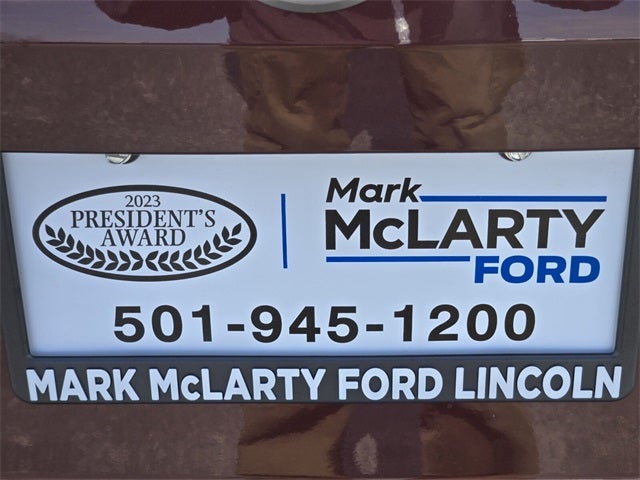 2023
PRESIDENT'S
AWARD
Mark
McLARTY
FORD
501-945-1200
MARK McLARTY FORD LINCOLN